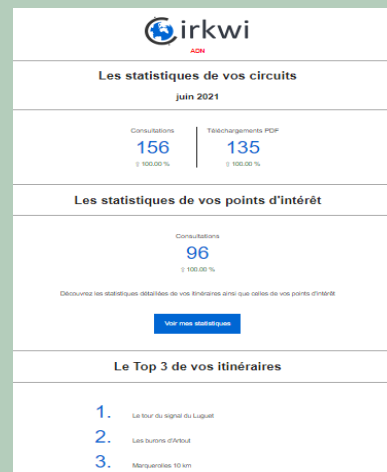 Cirkwi
ADN
Les statistiques de vos circuits
juin 2021
Consultations Téléchargements PDF
156 135
⇧ 100.00 % ⇧ 100.00 %
Les statistiques de vos points d'intérêt
Consultations
96
⇧ 100.00 %
Découvrez les statistiques détaillées de vos itinéraires ainsi que celles de vos points d'intérêt
Voir mes statistiques
Le Top 3 de vos itinéraires
1. Le tour du signal du Luguet
2. Les burons d'Artout
3. Marquerolles 10 km